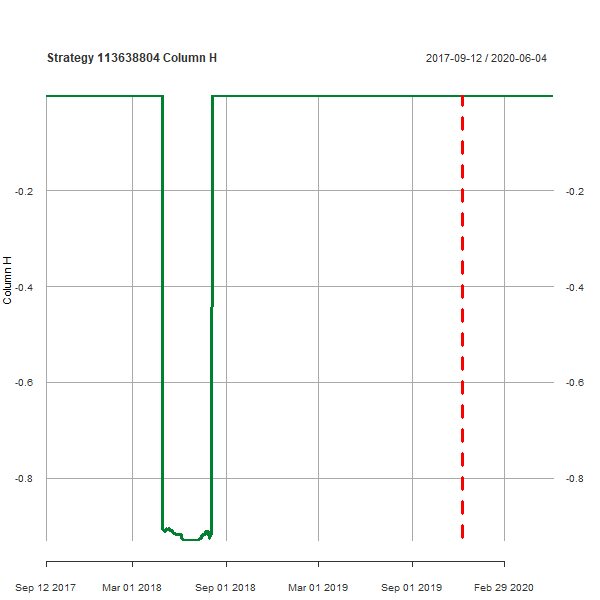 Strategy 113638804 Column H
2017-09-12 / 2020-06-04
-0.2 -0.2
-0.4 -0.4
-0.6 -0.6
-0.8 -0.8
Column H
Sep 12 2017 Mar 01 2018 Sep 01 2018 Mar 01 2019 Sep 01 2019 Feb 29 2020